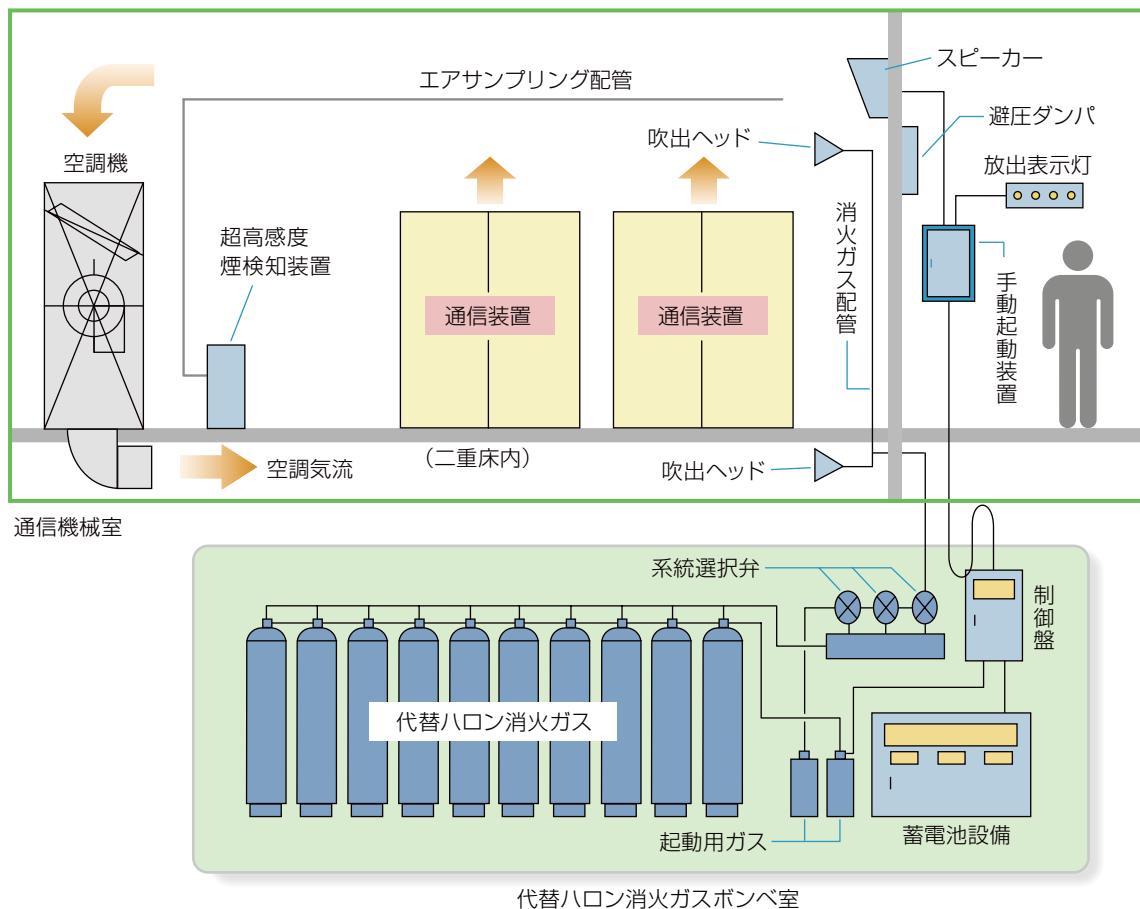 スピーカー
エアサンプリング配管
避圧ダンパ
吹出ヘッド
空調機
放出表示灯
消火ガス配管
超高感度
煙検知装置
手動起動装置
通信装置
通信装置
(二重床内)
空調気流
吹出ヘッド
通信機械室
系統選択弁
制御盤
代替ハロン消火ガス
起動用ガス
蓄電池設備
代替ハロン消火ガスボンベ室